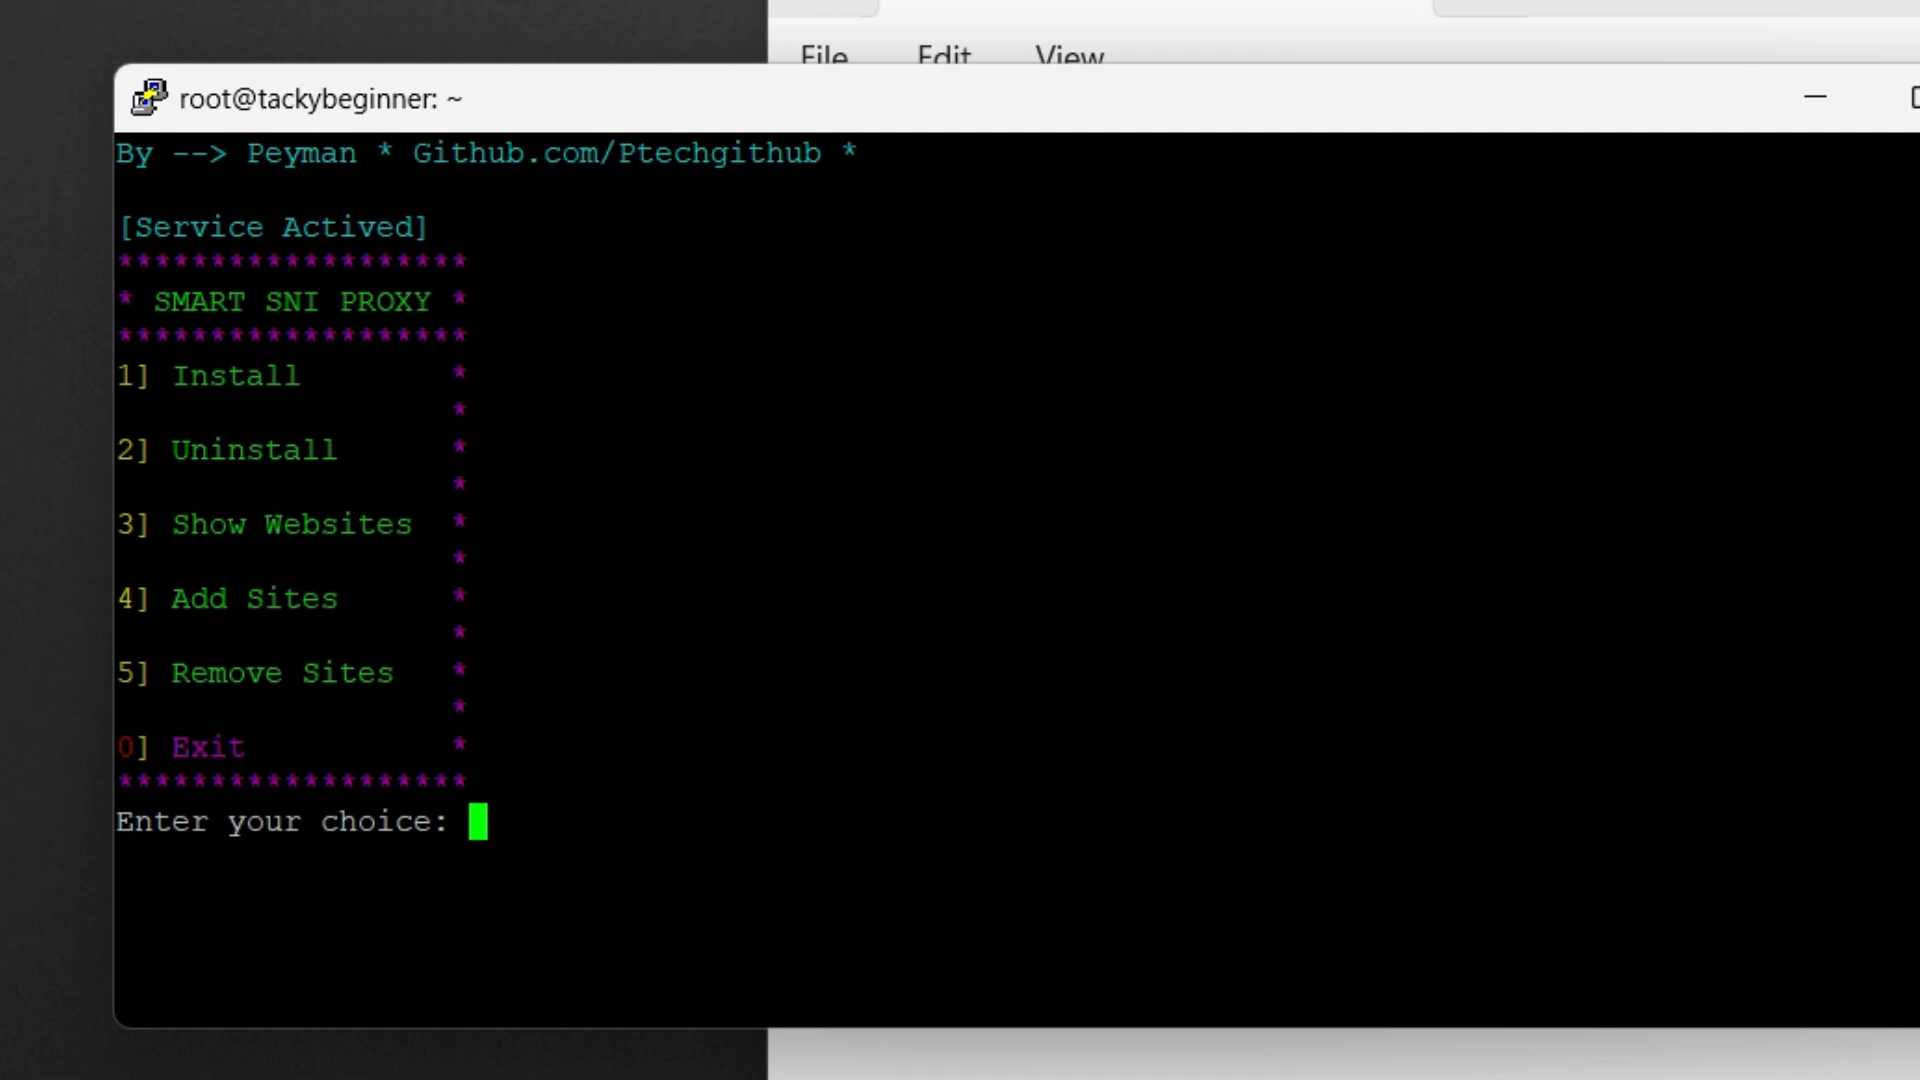 File Edit View
root@tackybeginner: ~
By --> Peyman * Github.com/Ptechgithub *
[Service Actived]
*******************
* SMART SNI PROXY *
*******************
1] Install *
*
2] Uninstall *
*
3] Show Websites *
*
4] Add Sites *
*
5] Remove Sites *
*
0] Exit *
*******************
Enter your choice: